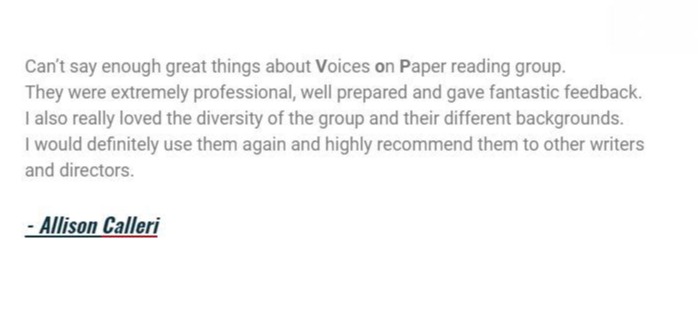 Can't say enough great things about Voices on Paper reading group.
They were extremely professional, well prepared and gave fantastic feedback.
I also really loved the diversity of the group and their different backgrounds.
I would definitely use them again and highly recommend them to other writers
and directors.
- Allison Calleri